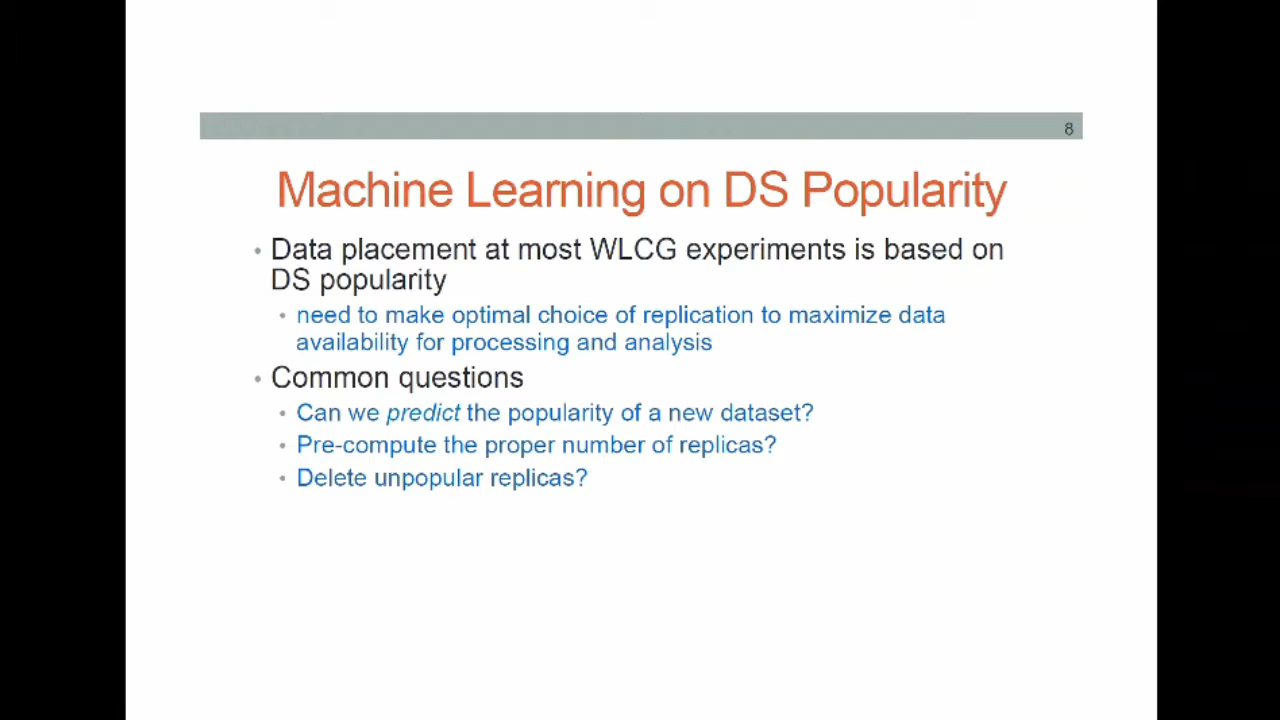 8
Machine Learning on DS Popularity
• Data placement at most WLCG experiments is based on
DS popularity
• need to make optimal choice of replication to maximize data
availability for processing and analysis
• Common questions
• Can we predict the popularity of a new dataset?
• Pre-compute the proper number of replicas?
• Delete unpopular replicas?